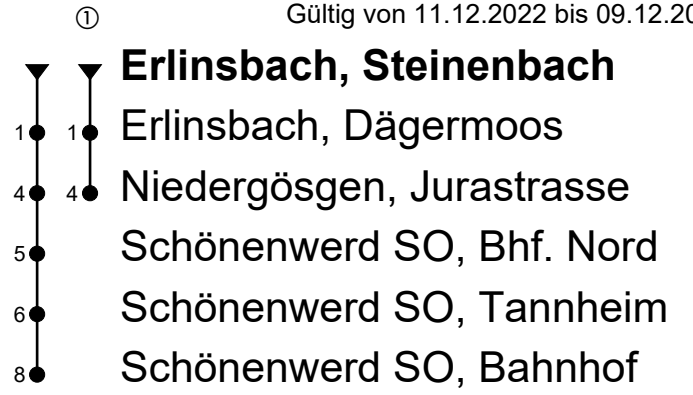 ① Gültig von 11.12.2022 bis 09.12.20
Erlinsbach, Steinenbach
1 1 Erlinsbach, Dägermoos
4 4 Niedergösgen, Jurastrasse
5 Schönenwerd SO, Bhf. Nord
6 Schönenwerd SO, Tannheim
8 Schönenwerd SO, Bahnhof